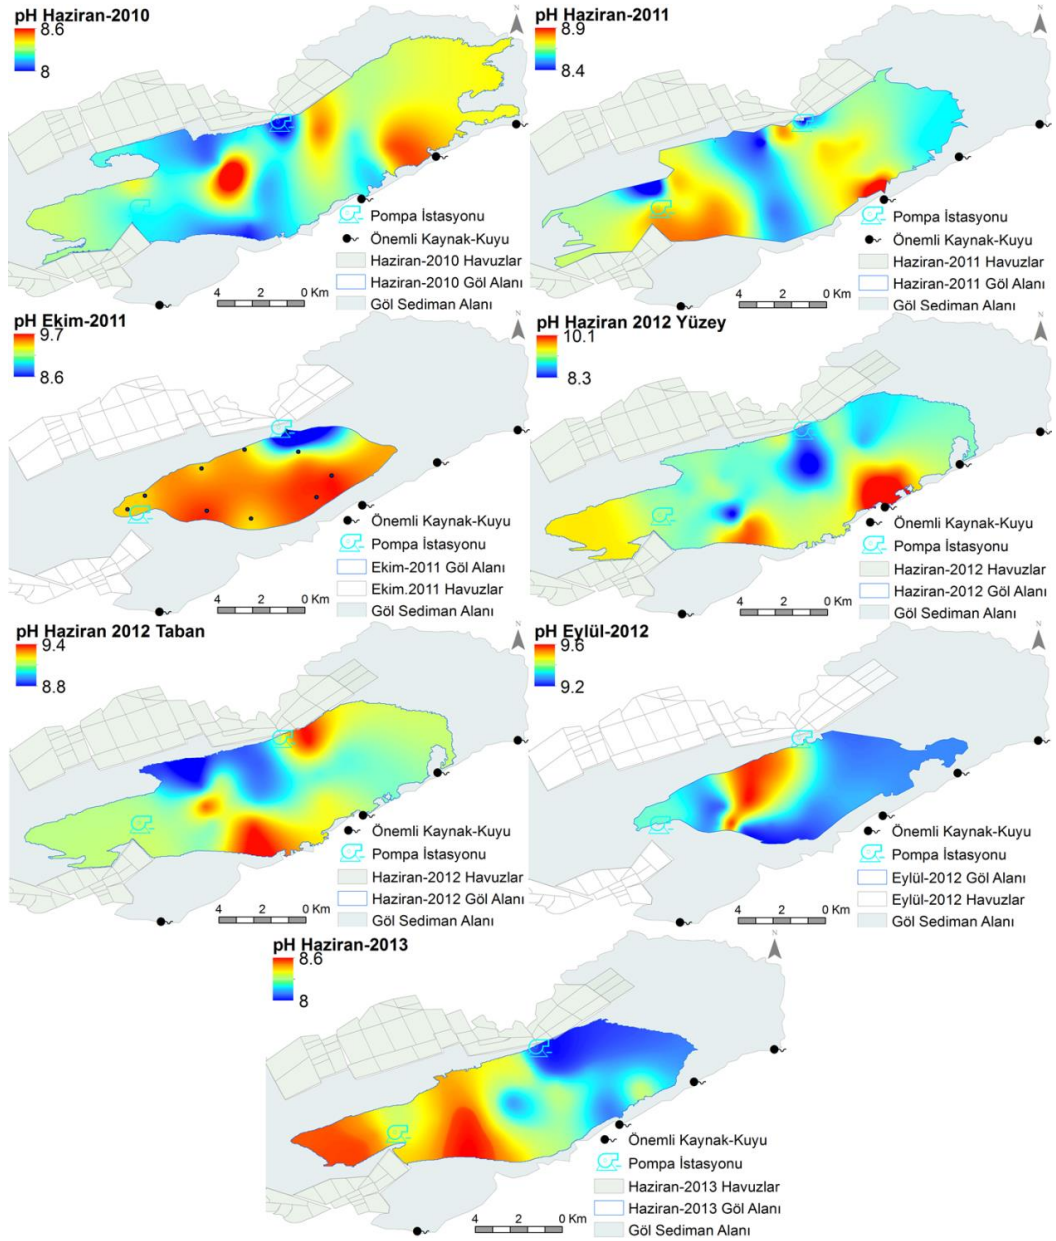 pH Haziran-2010
8.6
8
N
Pompa İstasyonu
Önemli Kaynak-Kuyu
Haziran-2010 Havuzlar
Haziran-2010 Göl Alanı
Göl Sediman Alanı
4 2 0 Km
pH Haziran-2011
8.9
8.4
N
Pompa İstasyonu
Önemli Kaynak-Kuyu
Haziran-2011 Havuzlar
Haziran-2011 Göl Alanı
Göl Sediman Alanı
4 2 0 Km
pH Ekim-2011
9.7
8.6
N
Önemli Kaynak-Kuyu
Pompa İstasyonu
Ekim-2011 Göl Alanı
Ekim.2011 Havuzlar
Göl Sediman Alanı
4 2 0 Km
pH Haziran 2012 Yüzey
10.1
8.3
N
Önemli Kaynak-Kuyu
Pompa İstasyonu
Haziran-2012 Havuzlar
Haziran-2012 Göl Alanı
Göl Sediman Alanı
4 2 0 Km
pH Haziran 2012 Taban
9.4
8.8
N
Önemli Kaynak-Kuyu
Pompa İstasyonu
Haziran-2012 Havuzlar
Haziran-2012 Göl Alanı
Göl Sediman Alanı
4 2 0 Km
pH Eylül-2012
9.6
9.2
N
Önemli Kaynak-Kuyu
Pompa İstasyonu
Eylül-2012 Göl Alanı
Eylül-2012 Havuzlar
Göl Sediman Alanı
4 2 0 Km
pH Haziran-2013
8.6
8
N
Önemli Kaynak-Kuyu
Pompa İstasyonu
Haziran-2013 Havuzlar
Haziran-2013 Göl Alanı
Göl Sediman Alanı
4 2 0 Km